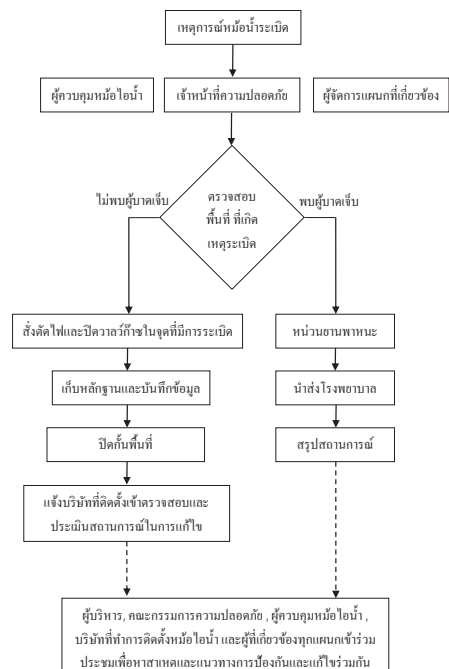 เหตุการณ์หม้อน้ำระเบิด
ผู้ควบคุมหม้อไอน้ำ
เจ้าหน้าที่ความปลอดภัย
ผู้จัดการแผนกที่เกี่ยวข้อง
ไม่พบผู้บาดเจ็บ
ตรวจสอบ
พื้นที่ ที่เกิด
เหตุระเบิด
พบผู้บาดเจ็บ
สั่งตัดไฟและปิดวาลว์ก๊าซในจุดที่มีการระเบิด
หน่วนยานพาหนะ
เก็บหลักฐานและบันทึกข้อมูล
นำส่งโรงพยาบาล
ปิดกั้นพื้นที่
สรุปสถานการณ์
แจ้งบริษัทที่ติดตั้งเข้าตรวจสอบและ
ประเมินสถานการณ์ในการแก้ไข
ผู้บริหาร, คณะกรรมการความปลอดภัย , ผู้ควบคุมหม้อไอน้ำ ,
บริษัทที่ทำการติดตั้งหม้อไอน้ำ และผู้ที่เกี่ยวข้องทุกแผนกเข้าร่วม
ประชุมเพื่อหาสาเหตุและแนวทางการป้องกันและแก้ไขร่วมกัน